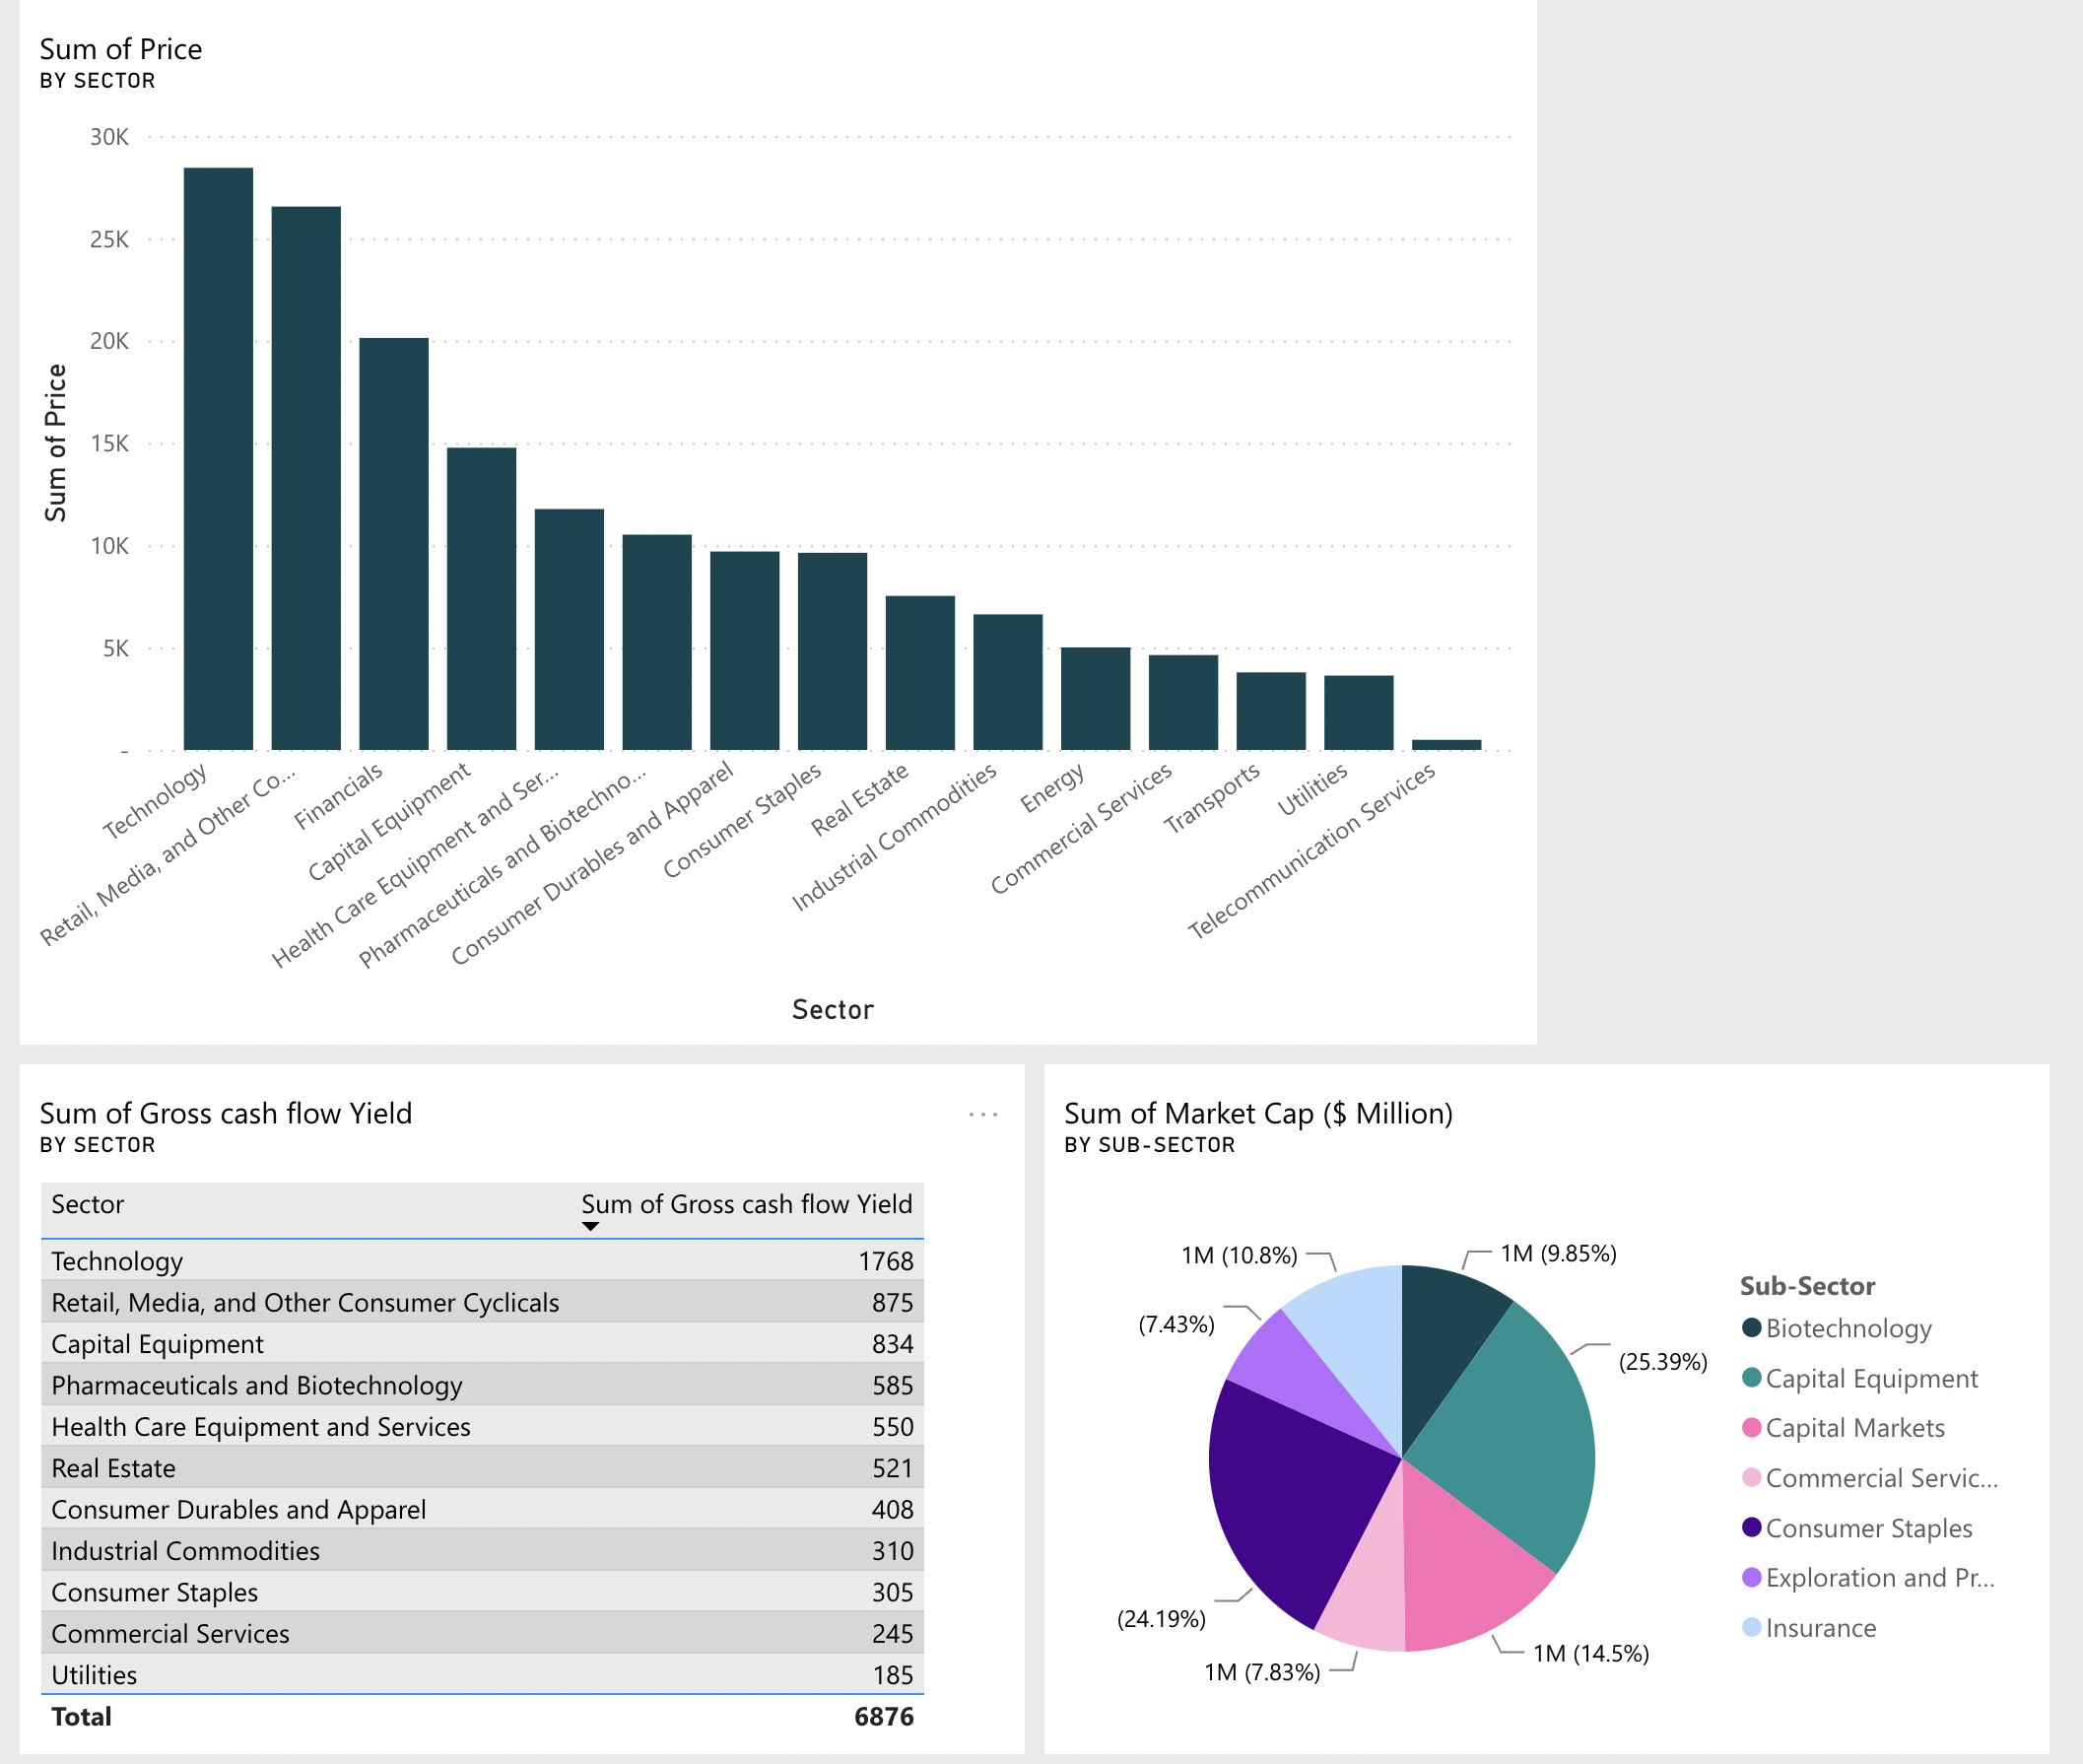 Sum of Price
BY SECTOR
30K
25K
20K
15K
10K
5K
-
Sum of Price
Technology
Retail, Media, and Other Co...
Financials
Capital Equipment
Health Care Equipment and Ser...
Pharmaceuticals and Biotechno...
Consumer Durables and Apparel
Consumer Staples
Real Estate
Industrial Commodities
Energy
Commercial Services
Transports
Utilities
Telecommunication Services
Sector
Sum of Gross cash flow Yield
BY SECTOR
Sector Sum of Gross cash flow Yield
Technology 1768
Retail, Media, and Other Consumer Cyclicals 875
Capital Equipment 834
Pharmaceuticals and Biotechnology 585
Health Care Equipment and Services 550
Real Estate 521
Consumer Durables and Apparel 408
Industrial Commodities 310
Consumer Staples 305
Commercial Services 245
Utilities 185
Total 6876
Sum of Market Cap ($ Million)
BY SUB-SECTOR
1M (9.85%)
(25.39%)
1M (14.5%)
1M (7.83%)
(24.19%)
(7.43%)
1M (10.8%)
Sub-Sector
Biotechnology
Capital Equipment
Capital Markets
Commercial Servic...
Consumer Staples
Exploration and Pr...
Insurance